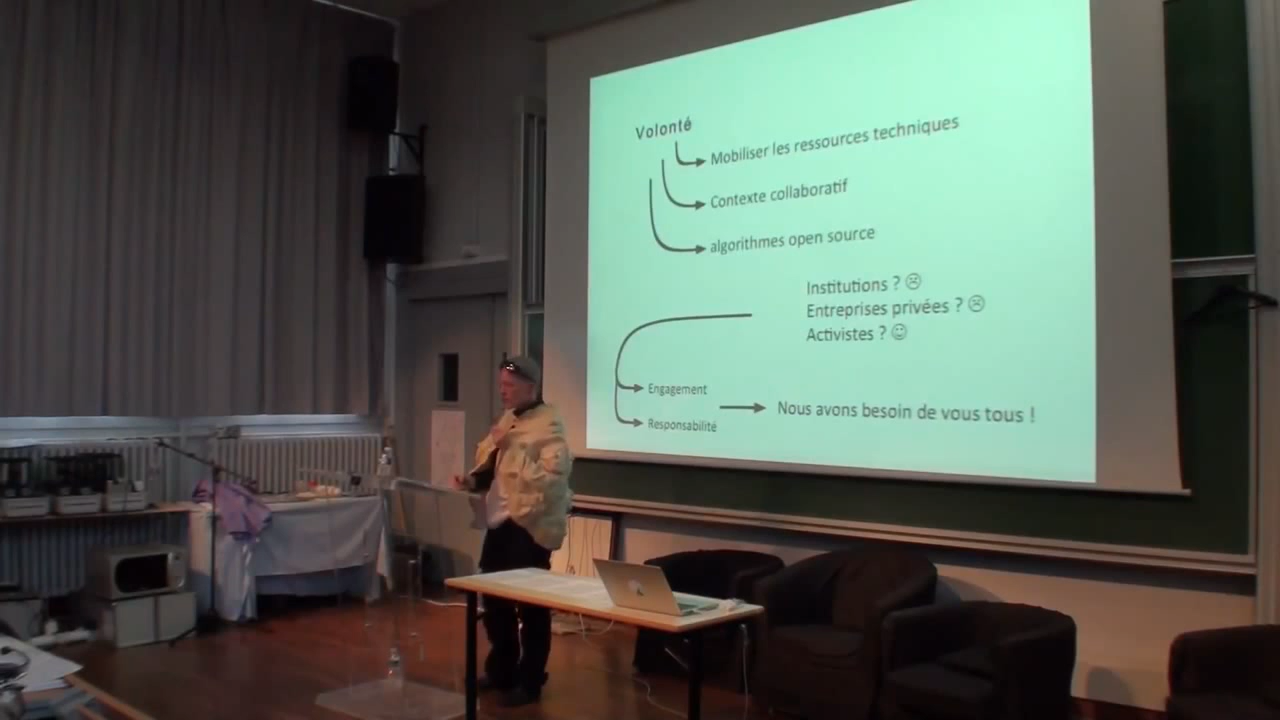 Volonté
Mobiliser les ressources techniques
Contexte collaboratif
algorithmes open source
Institutions ? ☹
Entreprises privées ? ☹
Activistes ? ☺
Engagement
Responsabilité
Nous avons besoin de vous tous !